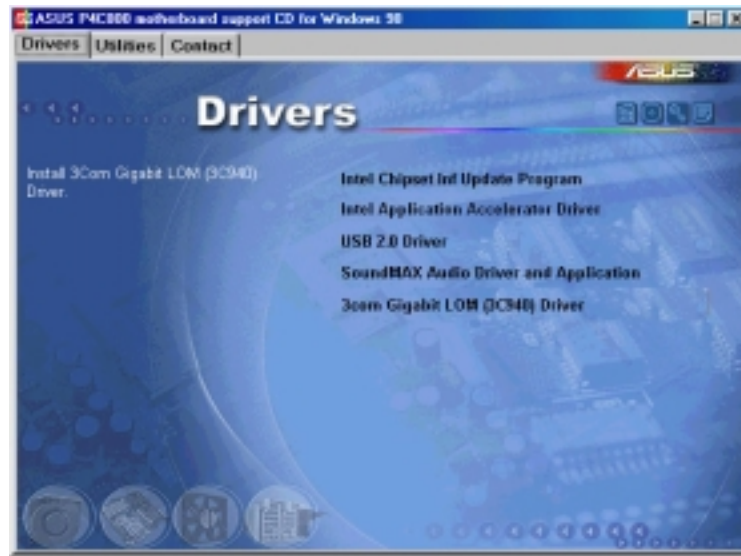 ASUS P4C800 motherboard support CD for Windows 98
Drivers Utilities Contact
ASUS
Drivers
Install 3Com Gigabit LOM (3C940)
Driver.
Intel Chipset Inf Update Program
Intel Application Accelerator Driver
USB 2.0 Driver
SoundMAX Audio Driver and Application
3com Gigabit LOM (3C940) Driver